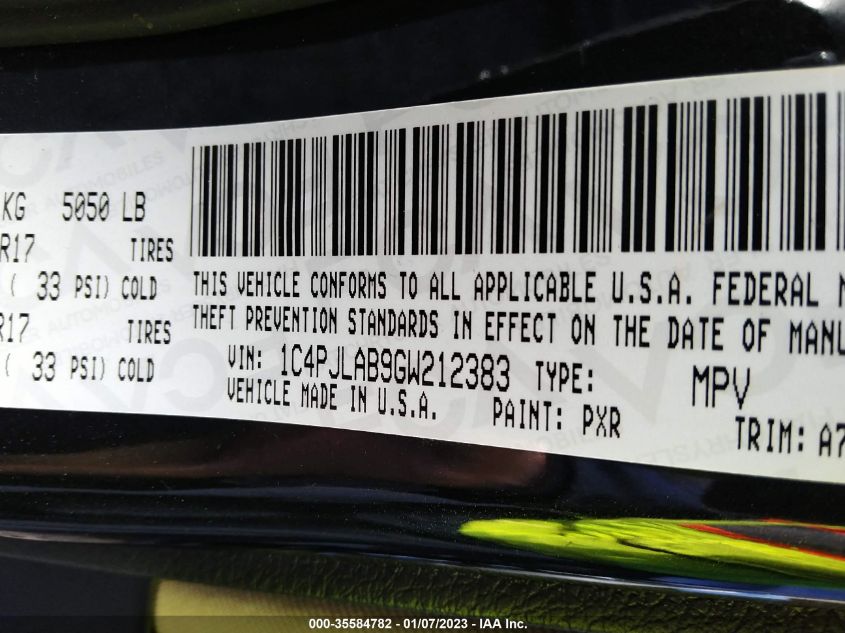 KG 5050 LB
R17 TIRES
( 33 PSI) COLD
R17 TIRES
( 33 PSI) COLD
THIS VEHICLE CONFORMS TO ALL APPLICABLE U.S.A. FEDERAL
THEFT PREVENTION STANDARDS IN EFFECT ON THE DATE OF MANU
VIN: 1C4PJLAB9GW212383 TYPE: MPV
VEHICLE MADE IN U.S.A. PAINT: PXR TRIM: A7
000-35584782 - 01/07/2023 - IAA Inc.